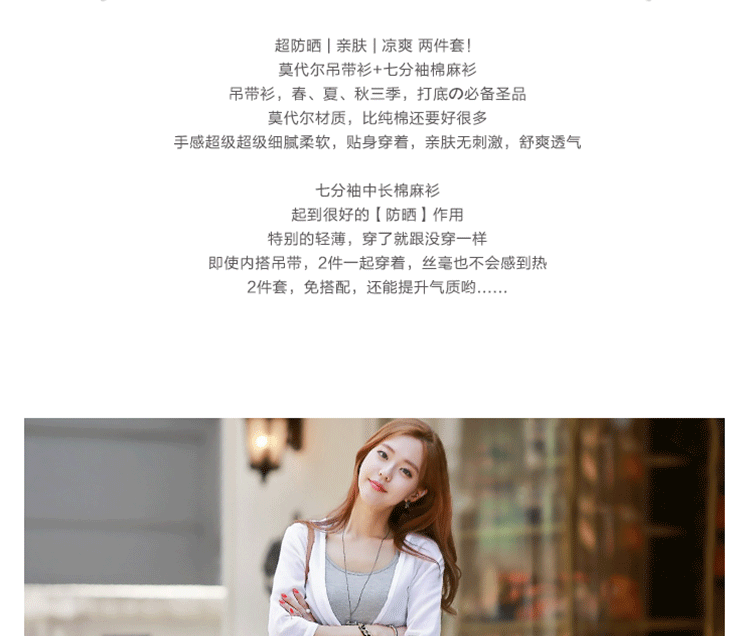 超防晒 | 亲肤 | 凉爽 两件套！
莫代尔吊带衫+七分袖棉麻衫
吊带衫，春、夏、秋三季，打底の必备圣品
莫代尔材质，比纯棉还要好很多
手感超级超级细腻柔软，贴身穿着，亲肤无刺激，舒爽透气
七分袖中长棉麻衫
起到很好的【防晒】作用
特别的轻薄，穿了就跟没穿一样
即使内搭吊带，2件一起穿着，丝毫也不会感到热
2件套，免搭配，还能提升气质哟......